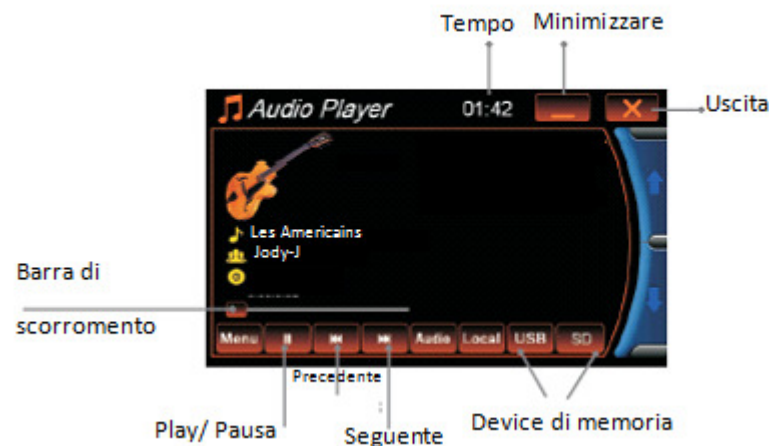 Tempo Minimizzare
Audio Player 01:42
Uscita
Les Americains
Jody-J
Barra di
scorromento
Menu Audio Local USB SD
Precedente
Play/ Pausa
Seguente
Device di memoria